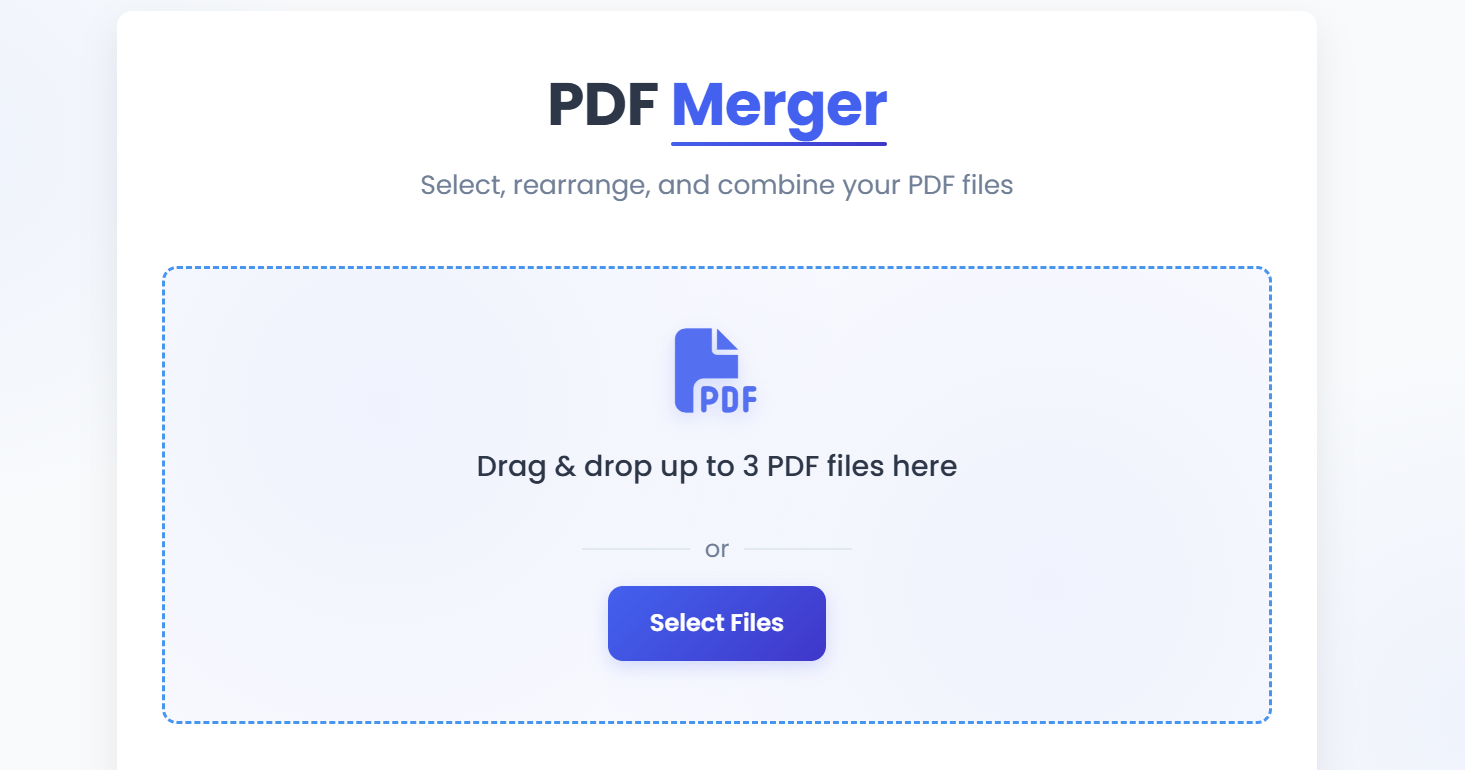 PDF Merger
Select, rearrange, and combine your PDF files
PDF
Drag & drop up to 3 PDF files here
or
Select Files